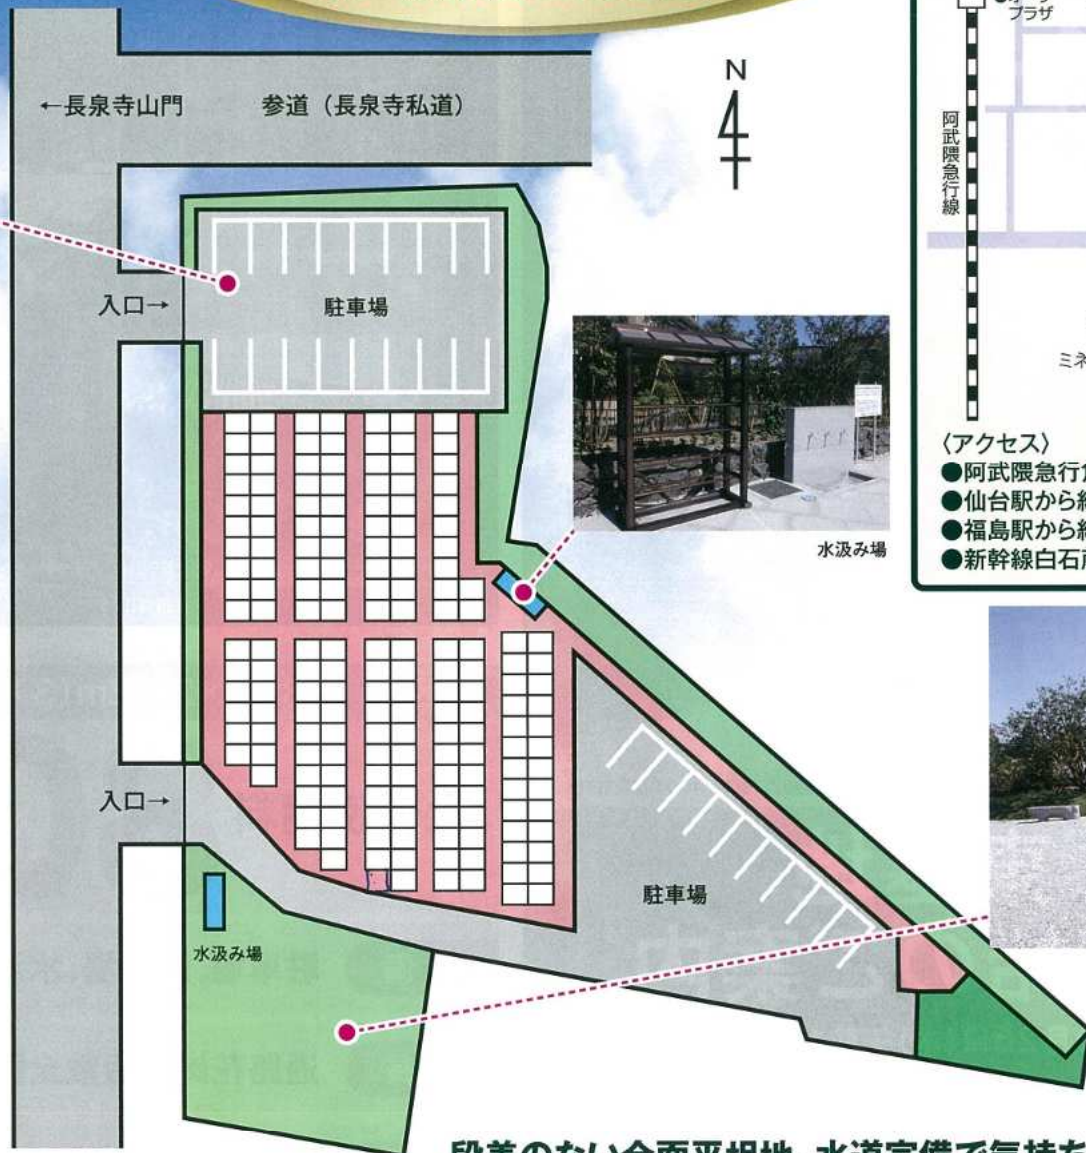 プラザ
←長泉寺山門 参道（長泉寺私道）
N
阿武隈急行線
入口→
駐車場
ミネ
水汲み場
〈アクセス〉
●阿武隈急行
●仙台駅から
●福島駅から
●新幹線白石
入口→
駐車場
水汲み場
段差のない全面平坦地、水道完備で気持